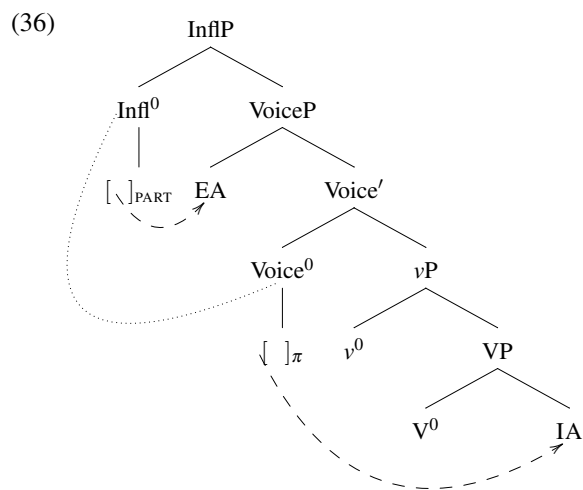 (36)
InflP
Infl⁰ VoiceP
[ ]PART EA Voice′
Voice⁰ vP
[ ]π v⁰ VP
V⁰ IA